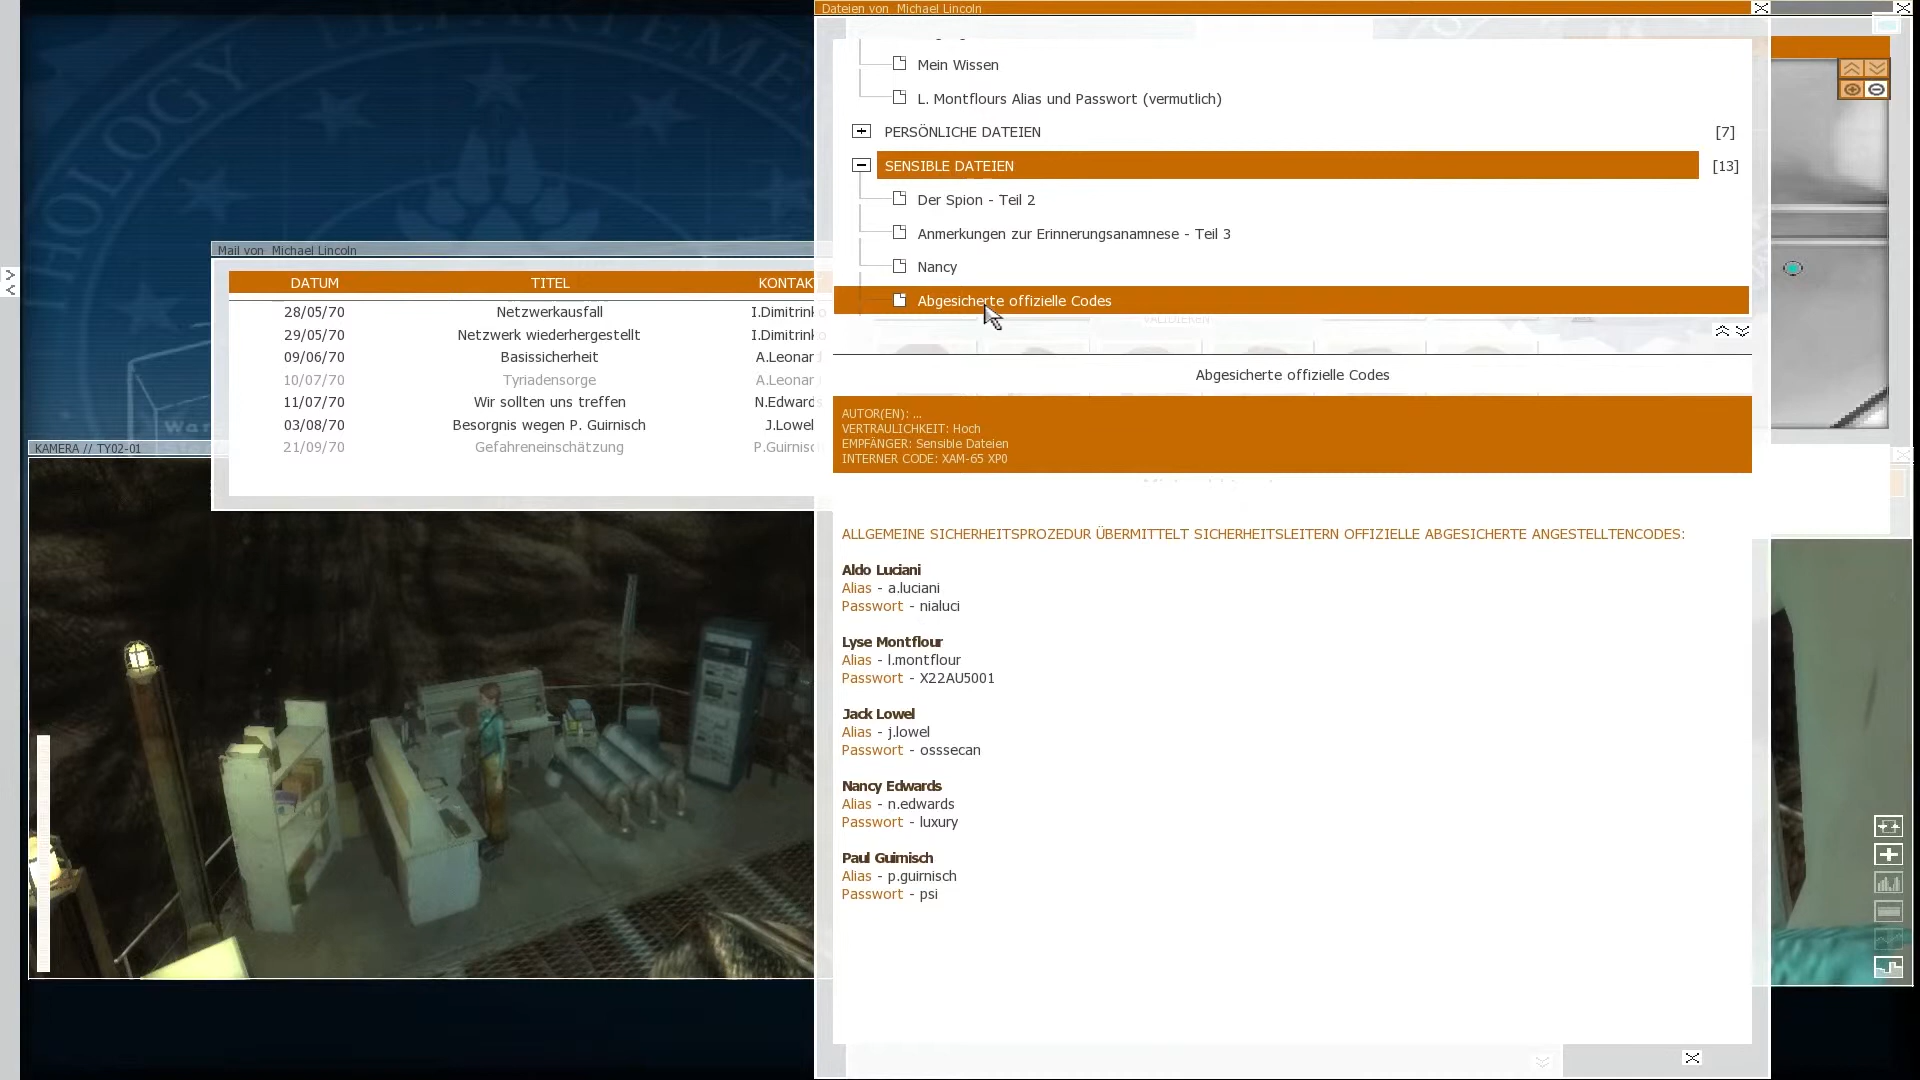 Dateien von Michael Lincoln
Mein Wissen
L. Montflours Alias und Passwort (vermutlich)
PERSÖNLICHE DATEIEN [7]
SENSIBLE DATEIEN [13]
Der Spion - Teil 2
Anmerkungen zur Erinnerungsanamnese - Teil 3
Nancy
Abgesicherte offizielle Codes
Mail von Michael Lincoln
DATUM TITEL KONTAKT
28/05/70 Netzwerkausfall I.Dimitrinko
29/05/70 Netzwerk wiederhergestellt I.Dimitrinko
09/06/70 Basissicherheit A.Leonar
10/07/70 Tyriadensorge A.Leonar
11/07/70 Wir sollten uns treffen N.Edwards
03/08/70 Besorgnis wegen P. Guirnisch J.Lowel
21/09/70 Gefahreneinschätzung P.Guirnisch
KAMERA // TY02-01
VALIDIEREN
Abgesicherte offizielle Codes
AUTOR(EN): ...
VERTRAULICHKEIT: Hoch
EMPFÄNGER: Sensible Dateien
INTERNER CODE: XAM-65 XP0
ALLGEMEINE SICHERHEITSPROZEDUR ÜBERMITTELT SICHERHEITSLEITERN OFFIZIELLE ABGESICHERTE ANGESTELLTENCODES:
Aldo Luciani
Alias - a.luciani
Passwort - nialuci
Lyse Montflour
Alias - l.montflour
Passwort - X22AU5001
Jack Lowel
Alias - j.lowel
Passwort - osssecan
Nancy Edwards
Alias - n.edwards
Passwort - luxury
Paul Guirnisch
Alias - p.guirnisch
Passwort - psi